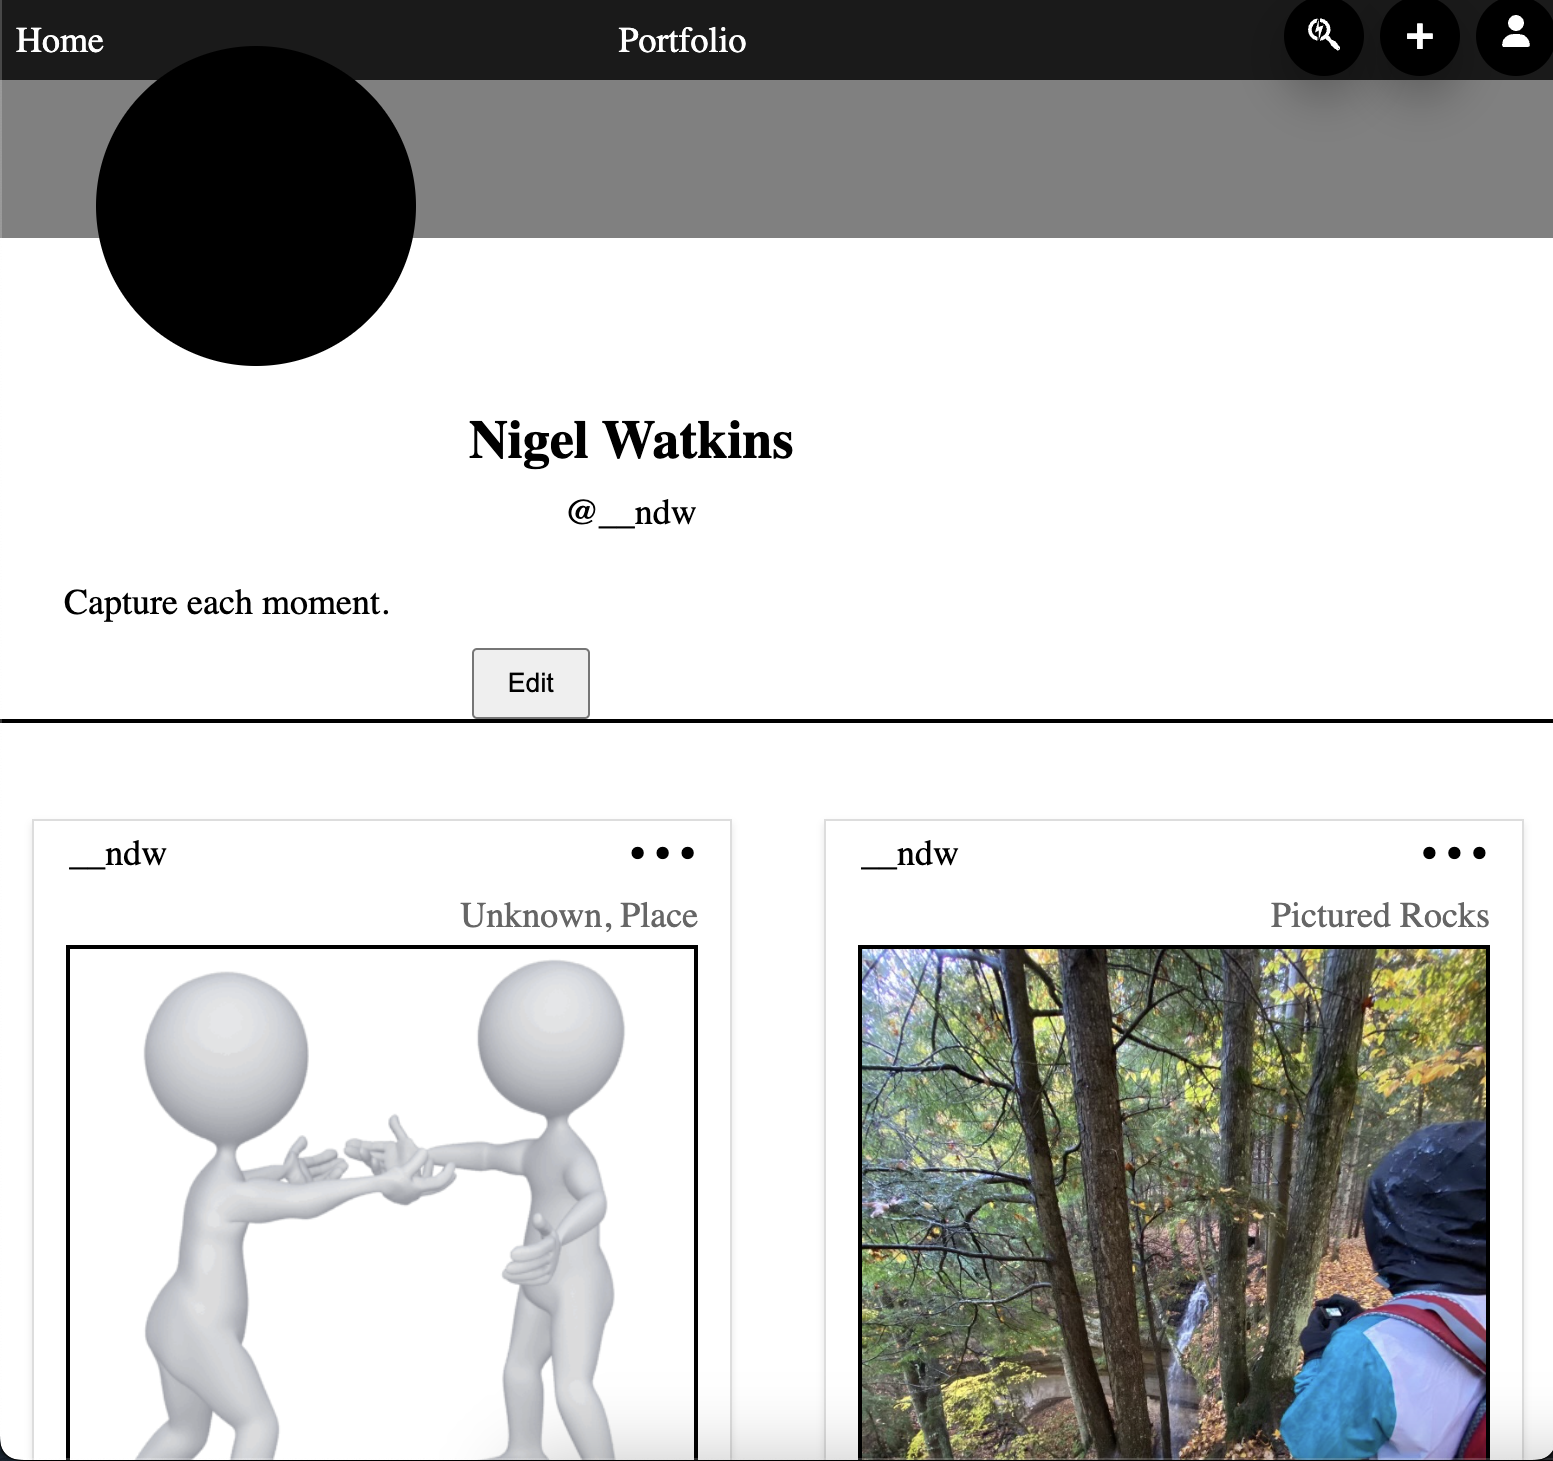 Home
Portfolio
Nigel Watkins
@__ndw
Capture each moment.
Edit
__ndw
Unknown, Place
__ndw
Pictured Rocks